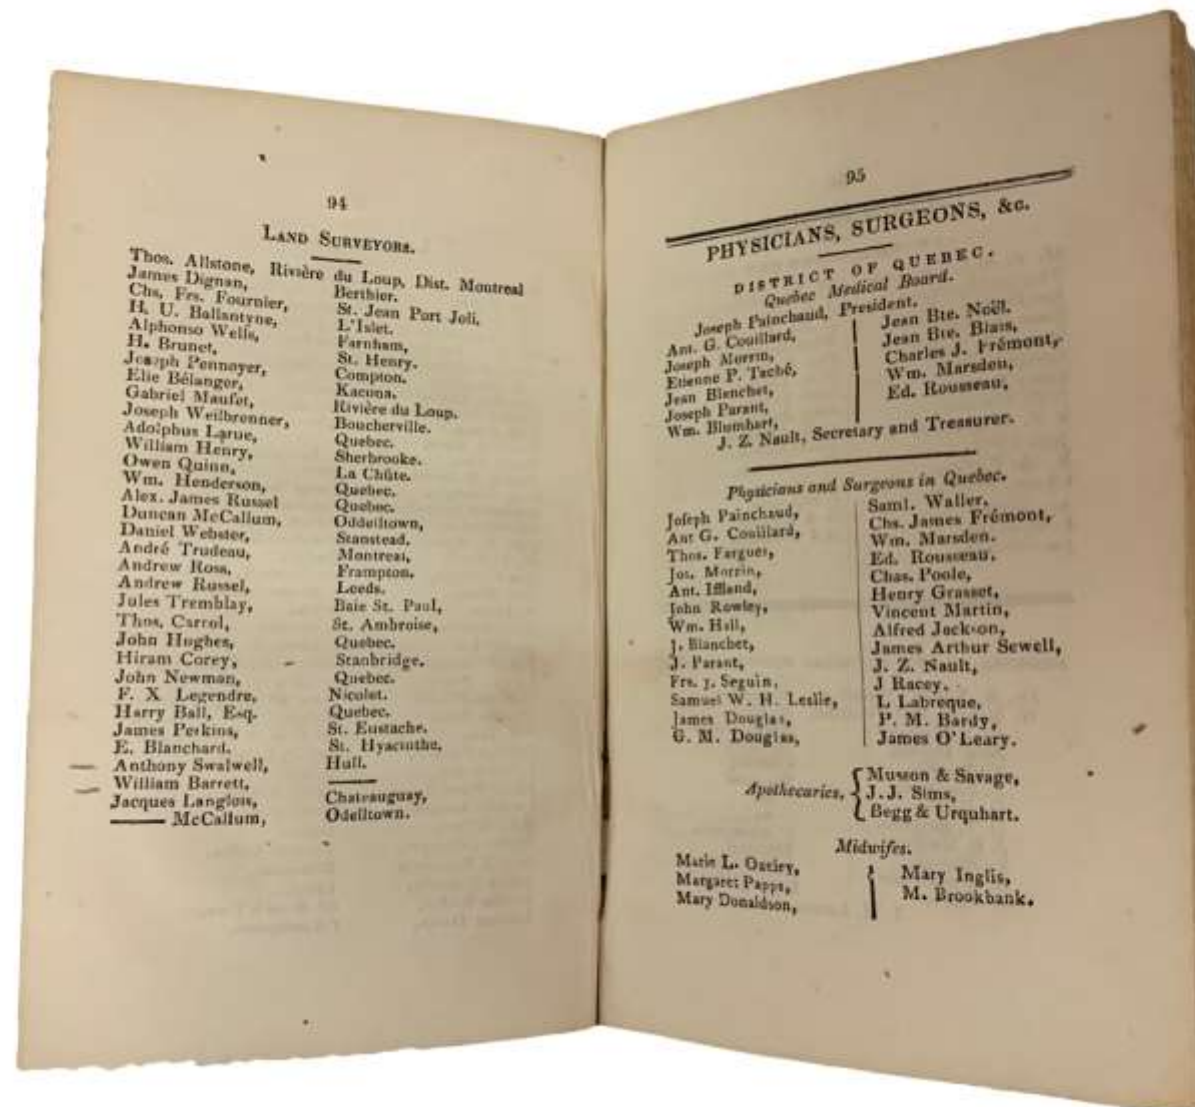 94
LAND SURVEYORS.
Thos. Allstone, Rivière du Loup, Dist. Montreal
James Dignan, Berthier.
Chs, Frs. Fournier, St. Jean Port Joli.
H. U. Ballantyne, L'Islet.
Alphonso Wells, Farnham,
H. Brunet, St. Henry.
Joseph Pennoyer, Compton.
Elie Bélanger, Kacuna.
Gabriel Maufet, Rivière du Loup.
Joseph Weilbrenner, Boucherville.
Adolphus Larue, Quebec.
William Henry, Sherbrooke.
Owen Quinn, La Chûte.
Wm. Henderson, Quebec.
Alex. James Russel Quebec.
Duncan McCallum, Oddelltown,
Daniel Webster, Stanstead.
André Trudeau, Montreal,
Andrew Ross, Frampton.
Andrew Russel, Leeds.
Jules Tremblay, Baie St. Paul,
Thos. Carrol, St. Ambroise,
John Hughes, Quebec.
Hiram Corey, Stanbridge.
John Newman, Quebec.
F. X Legendre, Nicolet.
Harry Ball, Esq. Quebec.
James Perkins, St. Eustache.
E. Blanchard. St. Hyacinthe.
Anthony Swalwell, Hull.
William Barrett,
Jacques Langlois, Chateauguay,
McCallum, Odelltown.
95
PHYSICIANS, SURGEONS, &c.
DISTRICT OF QUEBEC.
Quebec Medical Board.
Joseph Painchaud, President.
Ant. G. Couillard, Jean Bte. Noël.
Joseph Morrin, Jean Bte. Blais,
Etienne P. Taché, Charles J. Frémont,
Jean Blanchet, Wm. Marsden,
Joseph Parant, Ed. Rousseau,
Wm. Blumhart,
J. Z. Nault, Secretary and Treasurer.
Physicians and Surgeons in Quebec.
Joseph Painchaud, Saml. Waller,
Ant G. Couillard, Chs. James Frémont,
Thos. Fargues, Wm. Marsden.
Jos. Morrin, Ed. Rousseau.
Ant. Iffland, Chas. Poole,
John Rowley, Henry Grasset,
Wm. Hall, Vincent Martin,
J. Blanchet, Alfred Jackson,
J. Parant, James Arthur Sewell,
Frs. J. Seguin, J. Z. Nault,
Samuel W. H. Leslie, J Racey.
James Douglas, L Labreque,
G. M. Douglas, P. M. Bardy,
James O'Leary.
Apothecaries, Musson & Savage,
J.J. Sims,
Begg & Urquhart.
Midwifes.
Marie L. Mary Inglis,
Margaret Papps, M. Brookbank.
Mary Donaldson,